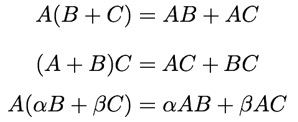 A(B + C) = AB + AC
(A + B)C = AC + BC
A(αB + βC) = αAB + βAC